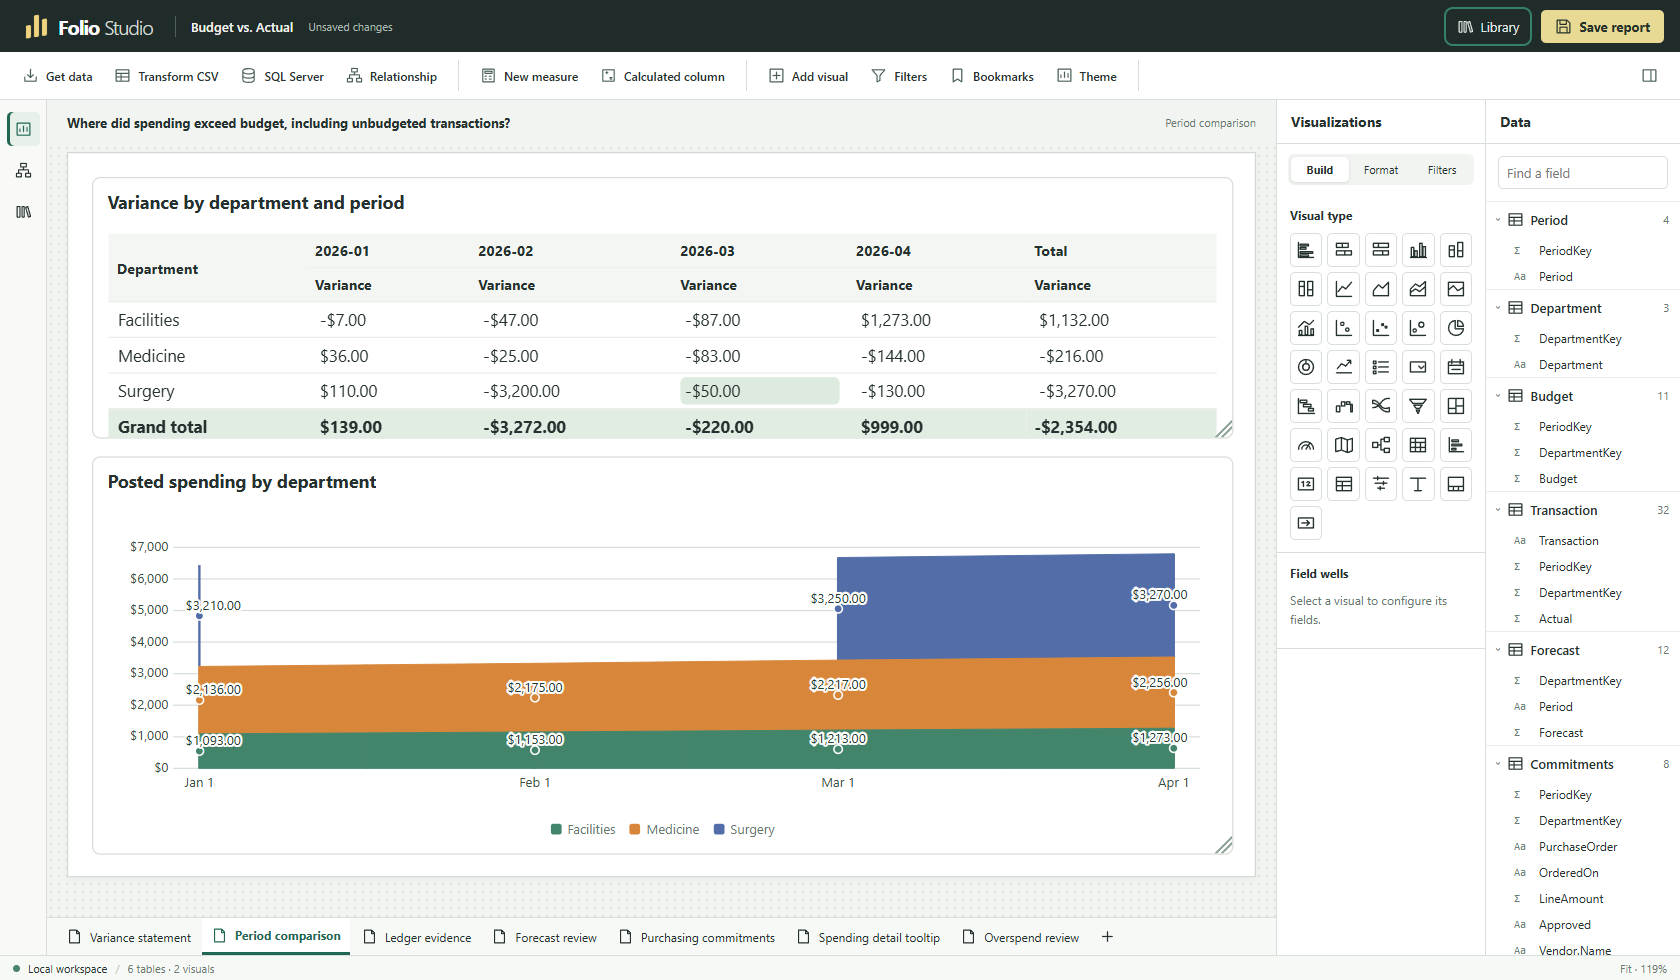 Folio Studio
Budget vs. Actual
Unsaved changes
Library
Save report
Get data
Transform CSV
SQL Server
Relationship
New measure
Calculated column
Add visual
Filters
Bookmarks
Theme
Where did spending exceed budget, including unbudgeted transactions?
Period comparison
Variance by department and period
Department 2026-01 2026-02 2026-03 2026-04 Total
Variance Variance Variance Variance Variance
Facilities -$7.00 -$47.00 -$87.00 $1,273.00 $1,132.00
Medicine $36.00 -$25.00 -$83.00 -$144.00 -$216.00
Surgery $110.00 -$3,200.00 -$50.00 -$130.00 -$3,270.00
Grand total $139.00 -$3,272.00 -$220.00 $999.00 -$2,354.00
Posted spending by department
$7,000
$6,000
$5,000
$4,000
$3,000
$2,000
$1,000
$0
$3,210.00 $3,250.00 $3,270.00
$2,136.00 $2,175.00 $2,217.00 $2,256.00
$1,093.00 $1,153.00 $1,213.00 $1,273.00
Jan 1 Feb 1 Mar 1 Apr 1
Facilities Medicine Surgery
Visualizations
Build Format Filters
Visual type
12
Field wells
Select a visual to configure its
fields.
Data
Find a field
Period 4
Σ PeriodKey
Aa Period
Department 3
Σ DepartmentKey
Aa Department
Budget 11
Σ PeriodKey
Σ DepartmentKey
Σ Budget
Transaction 32
Aa Transaction
Σ PeriodKey
Σ DepartmentKey
Σ Actual
Forecast 12
Σ DepartmentKey
Aa Period
Σ Forecast
Commitments 8
Σ PeriodKey
Σ DepartmentKey
Aa PurchaseOrder
Aa OrderedOn
Σ LineAmount
Aa Approved
Aa Vendor.Name
Variance statement
Period comparison
Ledger evidence
Forecast review
Purchasing commitments
Spending detail tooltip
Overspend review
+
Local workspace / 6 tables · 2 visuals
Fit · 119%